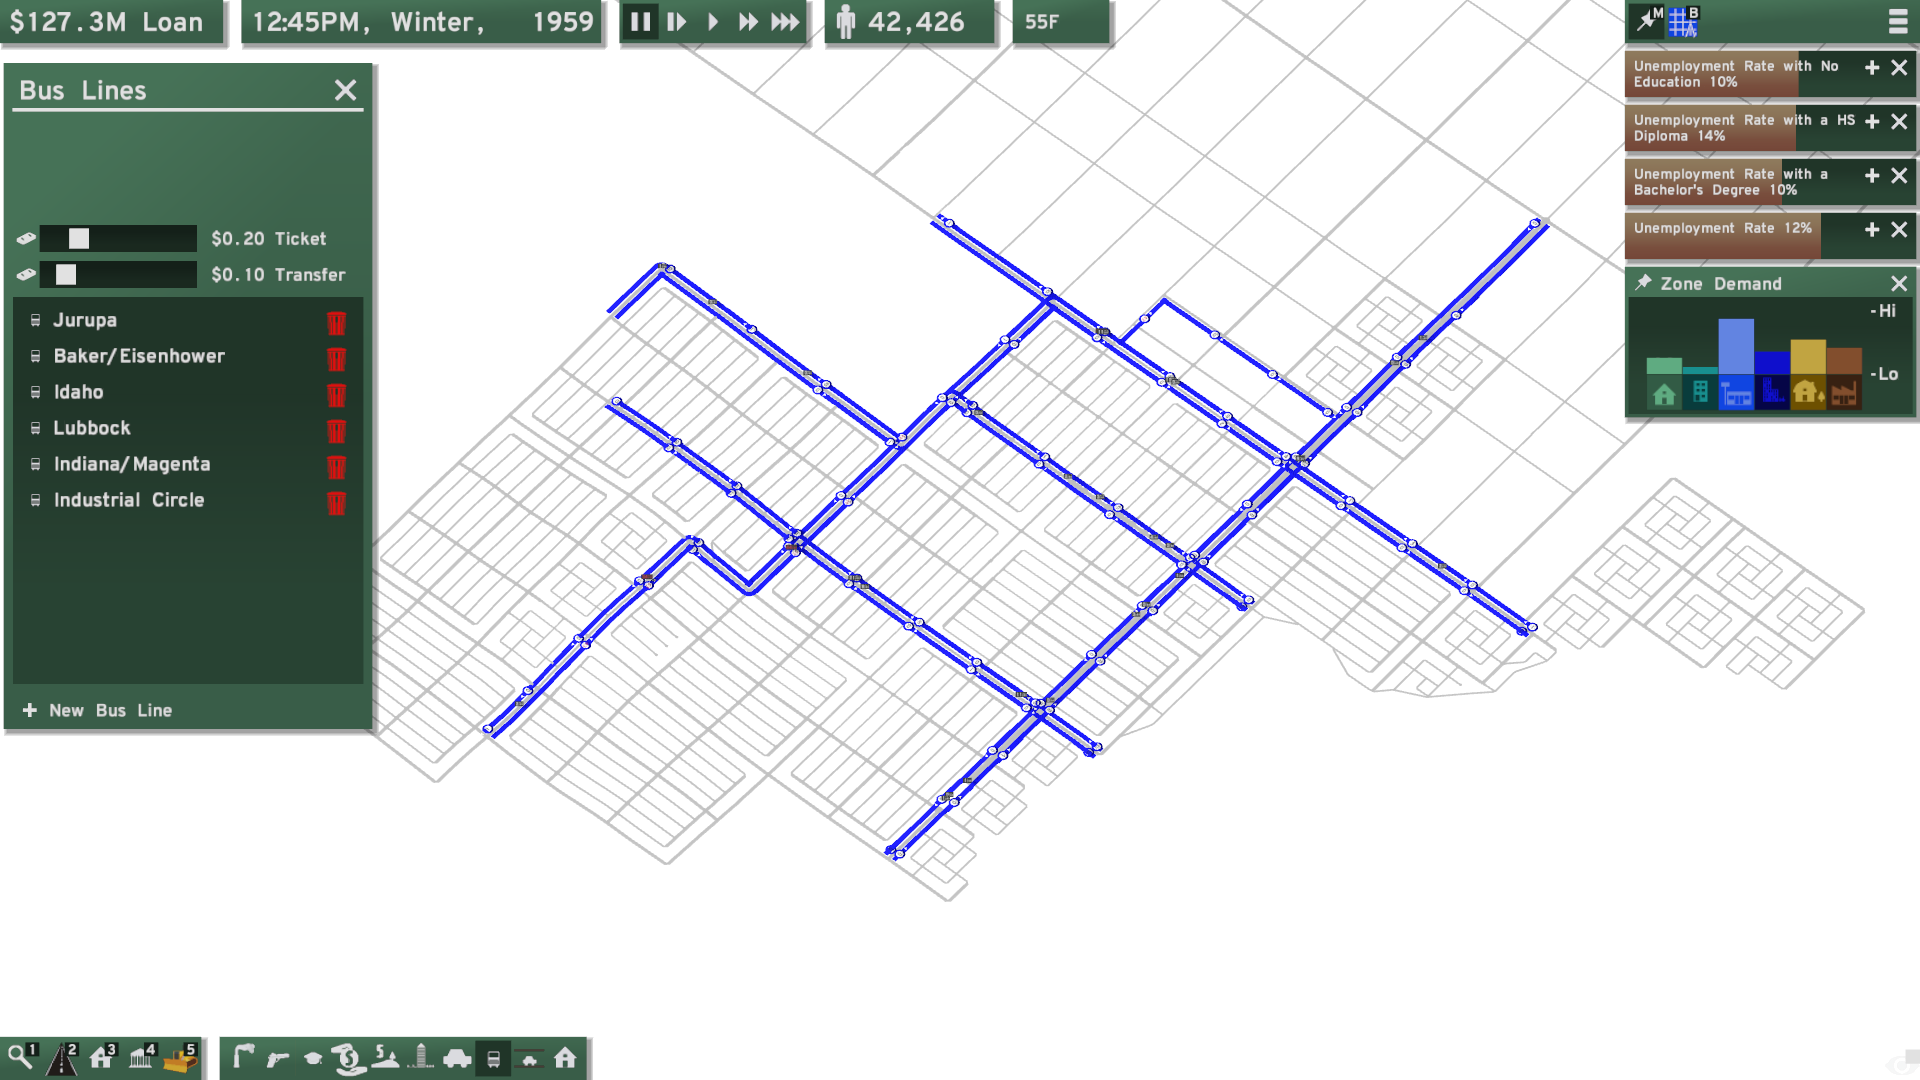 $127.3M Loan
12:45PM, Winter, 1959
42,426
55F
M
B
Bus Lines
$0.20 Ticket
$0.10 Transfer
Jurupa
Baker/Eisenhower
Idaho
Lubbock
Indiana/Magenta
Industrial Circle
+ New Bus Line
Unemployment Rate with No
Education 10%
Unemployment Rate with a HS
Diploma 14%
Unemployment Rate with a
Bachelor's Degree 10%
Unemployment Rate 12%
Zone Demand
-Hi
-Lo
1
2
3
4
5